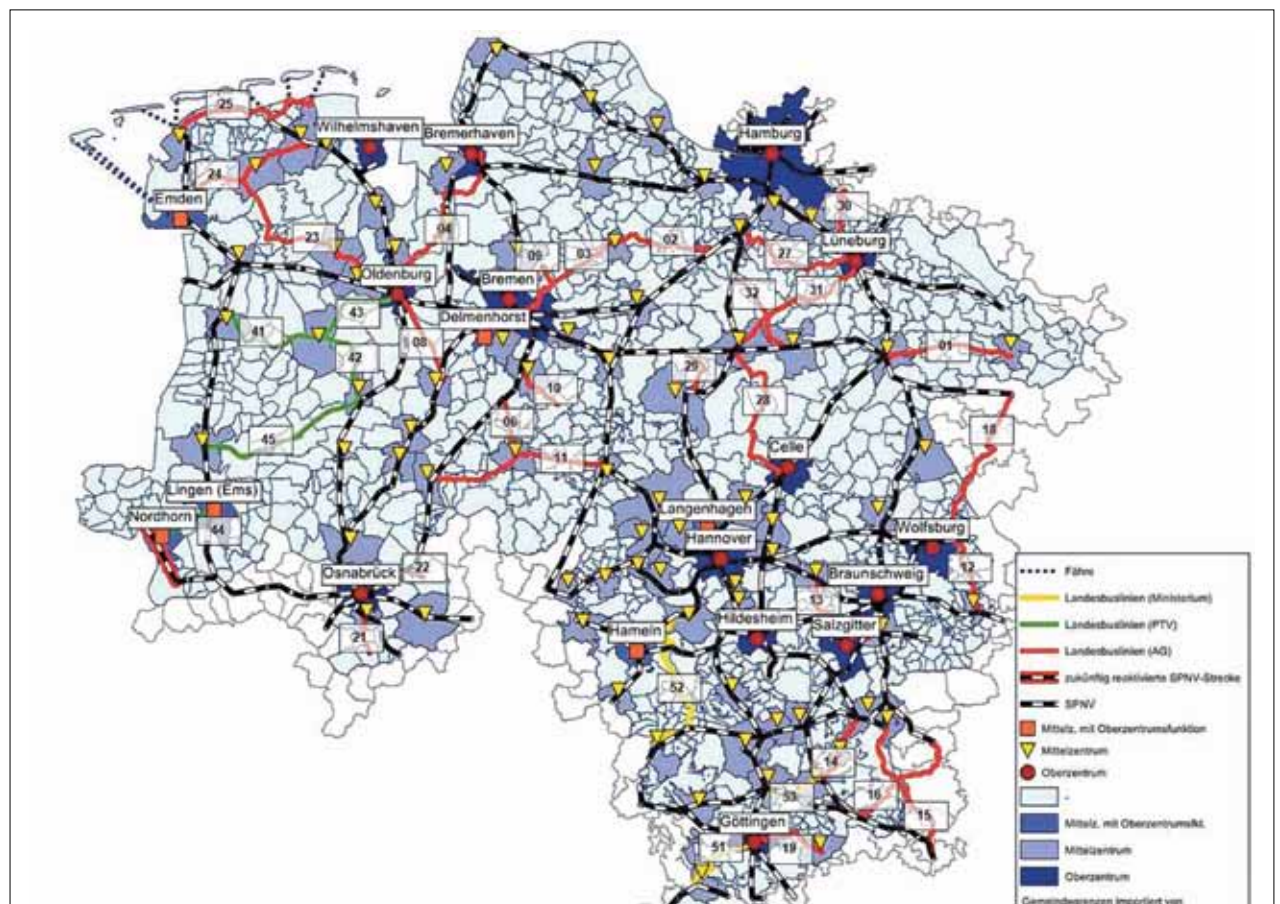 25
Wilhelmshaven
Bremerhaven
Hamburg
24
Emden
30
23
04
09
03
02
27
Lüneburg
Oldenburg
Bremen
32
31
43
41
Delmenhorst
42
08
01
29
10
28
18
06
45
11
Celle
Lingen (Ems)
Langenhagen
Nordhorn
44
Wolfsburg
Hannover
Osnabrück
22
Braunschweig
12
13
Hildesheim
Salzgitter
21
Hameln
52
14
53
16
15
Göttingen
51
19
Fähre
Landesbuslinien (Ministerium)
Landesbuslinien (PTV)
Landesbuslinien (AG)
zukünftig reaktivierte SPNV-Strecke
SPNV
Mittelz. mit Oberzentrumsfunktion
Mittelzentrum
Oberzentrum
-
Mittelz. mit Oberzentrumsfkt.
Mittelzentrum
Oberzentrum
Gemeindegrenzen importiert von